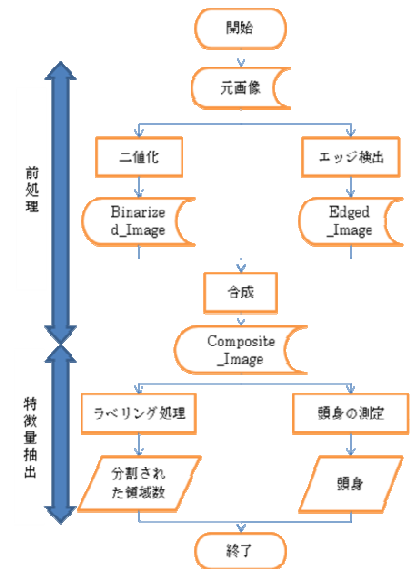 開始
元画像
前処理
二値化
エッジ検出
Binarize
d_Image
Edged
_Image
合成
Composite
_Image
特徴量抽出
ラベリング処理
頭身の測定
分割され
た領域数
頭身
終了